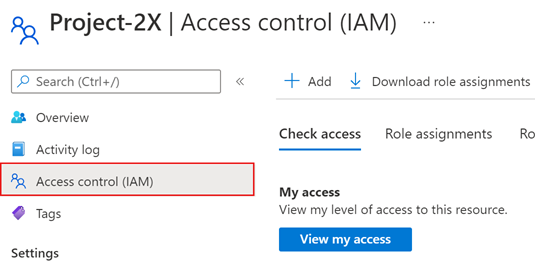 Project-2X | Access control (IAM) ...
Search (Ctrl+/) «
+ Add Download role assignments
Overview
Activity log
Access control (IAM)
Tags
Settings
Check access Role assignments Ro
My access
View my level of access to this resource.
View my access